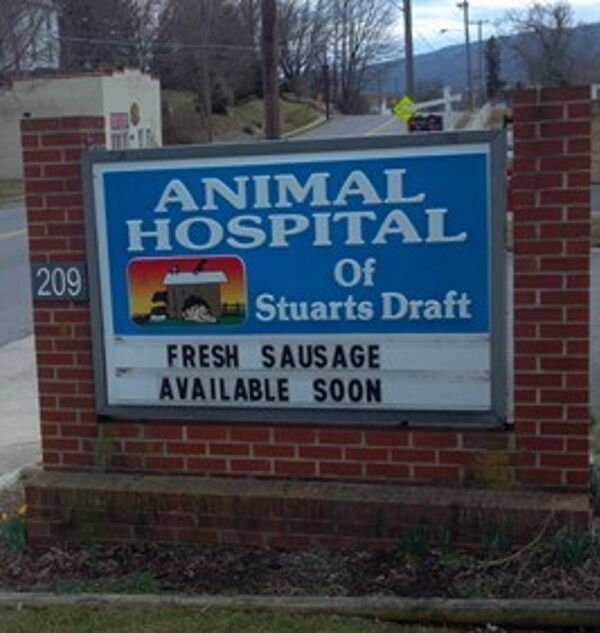 ANIMAL
HOSPITAL
Of
Stuarts Draft
209
FRESH SAUSAGE
AVAILABLE SOON